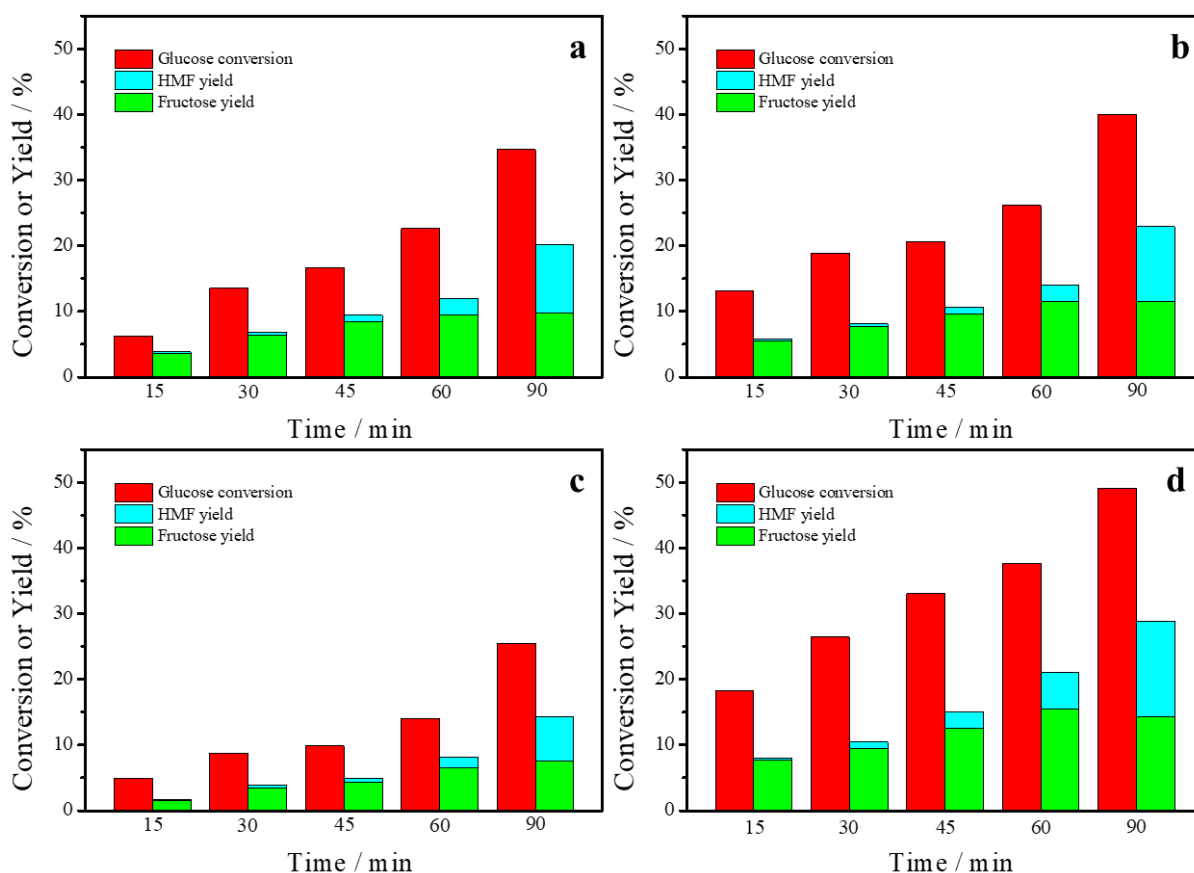 a
Glucose conversion
HMF yield
Fructose yield
Conversion or Yield / %
50
40
30
20
10
0
15 30 45 60 90
Time / min
b
Glucose conversion
HMF yield
Fructose yield
Conversion or Yield / %
50
40
30
20
10
0
15 30 45 60 90
Time / min
c
Glucose conversion
HMF yield
Fructose yield
Conversion or Yield / %
50
40
30
20
10
0
15 30 45 60 90
Time / min
d
Glucose conversion
HMF yield
Fructose yield
Conversion or Yield / %
50
40
30
20
10
0
15 30 45 60 90
Time / min